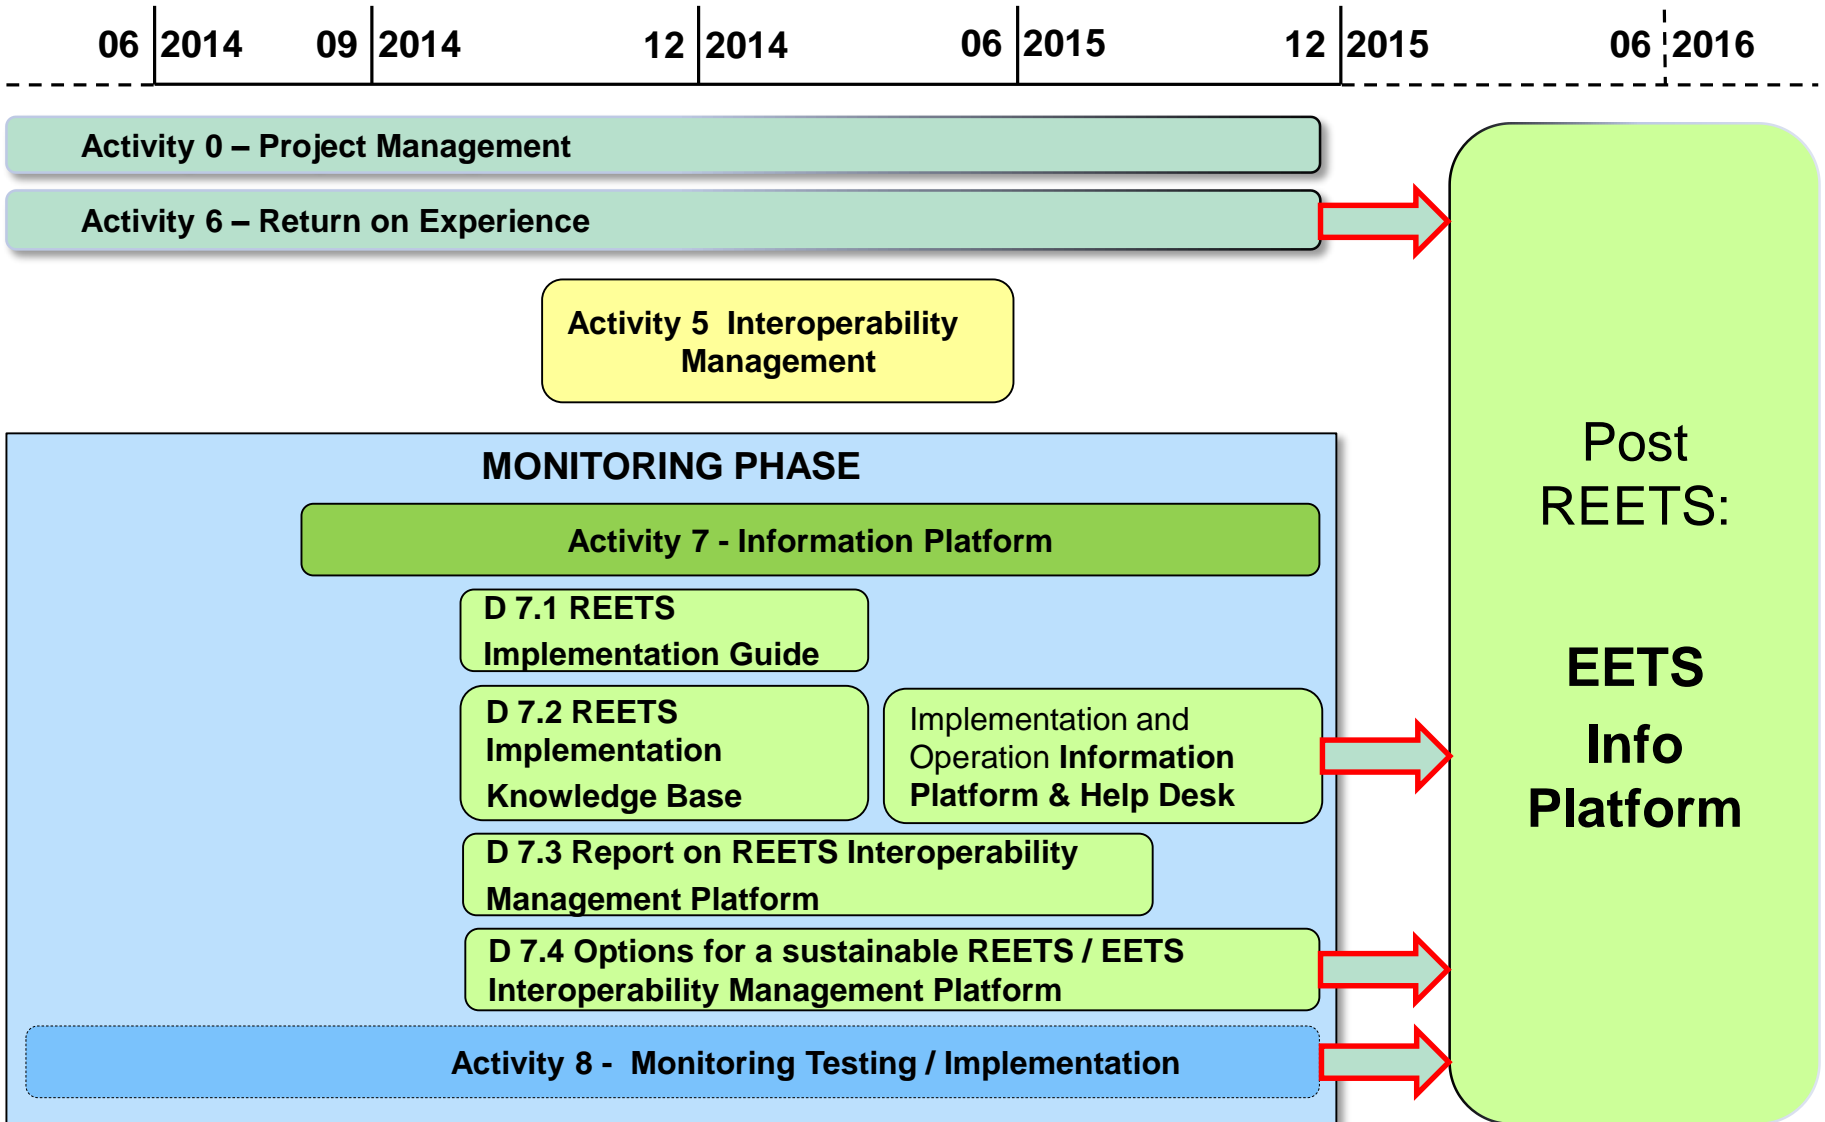 06 2014 09 2014 12 2014 06 2015 12 2015 06 2016
Activity 0 – Project Management
Activity 6 – Return on Experience
Activity 5 Interoperability
Management
MONITORING PHASE
Activity 7 - Information Platform
D 7.1 REETS
Implementation Guide
D 7.2 REETS
Implementation
Knowledge Base
Implementation and
Operation Information
Platform & Help Desk
D 7.3 Report on REETS Interoperability
Management Platform
D 7.4 Options for a sustainable REETS / EETS
Interoperability Management Platform
Activity 8 - Monitoring Testing / Implementation
Post
REETS:
EETS
Info
Platform